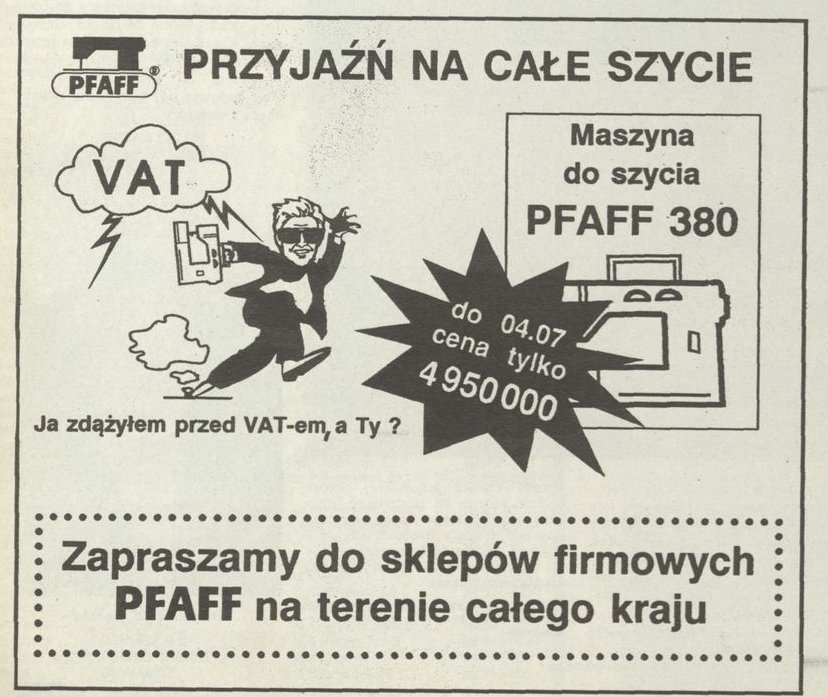 PFAFF®
PRZYJAŹŃ NA CAŁE SZYCIE
VAT
Maszyna
do szycia
PFAFF 380
do 04.07
cena tylko
4 950 000
Ja zdążyłem przed VAT-em, a Ty ?
Zapraszamy do sklepów firmowych
PFAFF na terenie całego kraju